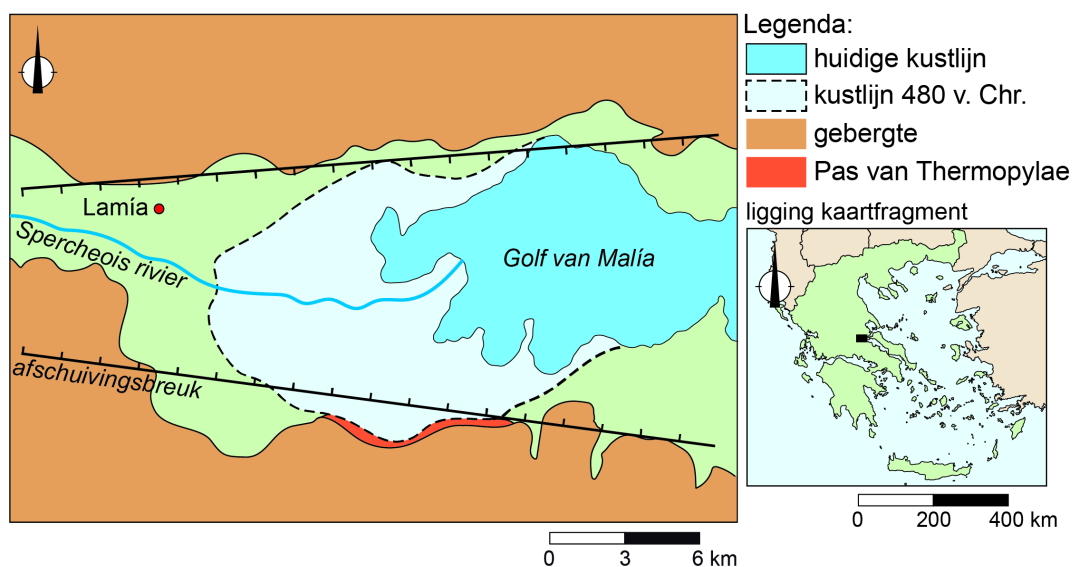 Legenda:
huidige kustlijn
kustlijn 480 v. Chr.
gebergte
Pas van Thermopylae
ligging kaartfragment
0 200 400 km
Lamía
Spercheois rivier
Golf van Malía
afschuivingsbreuk
0 3 6 km